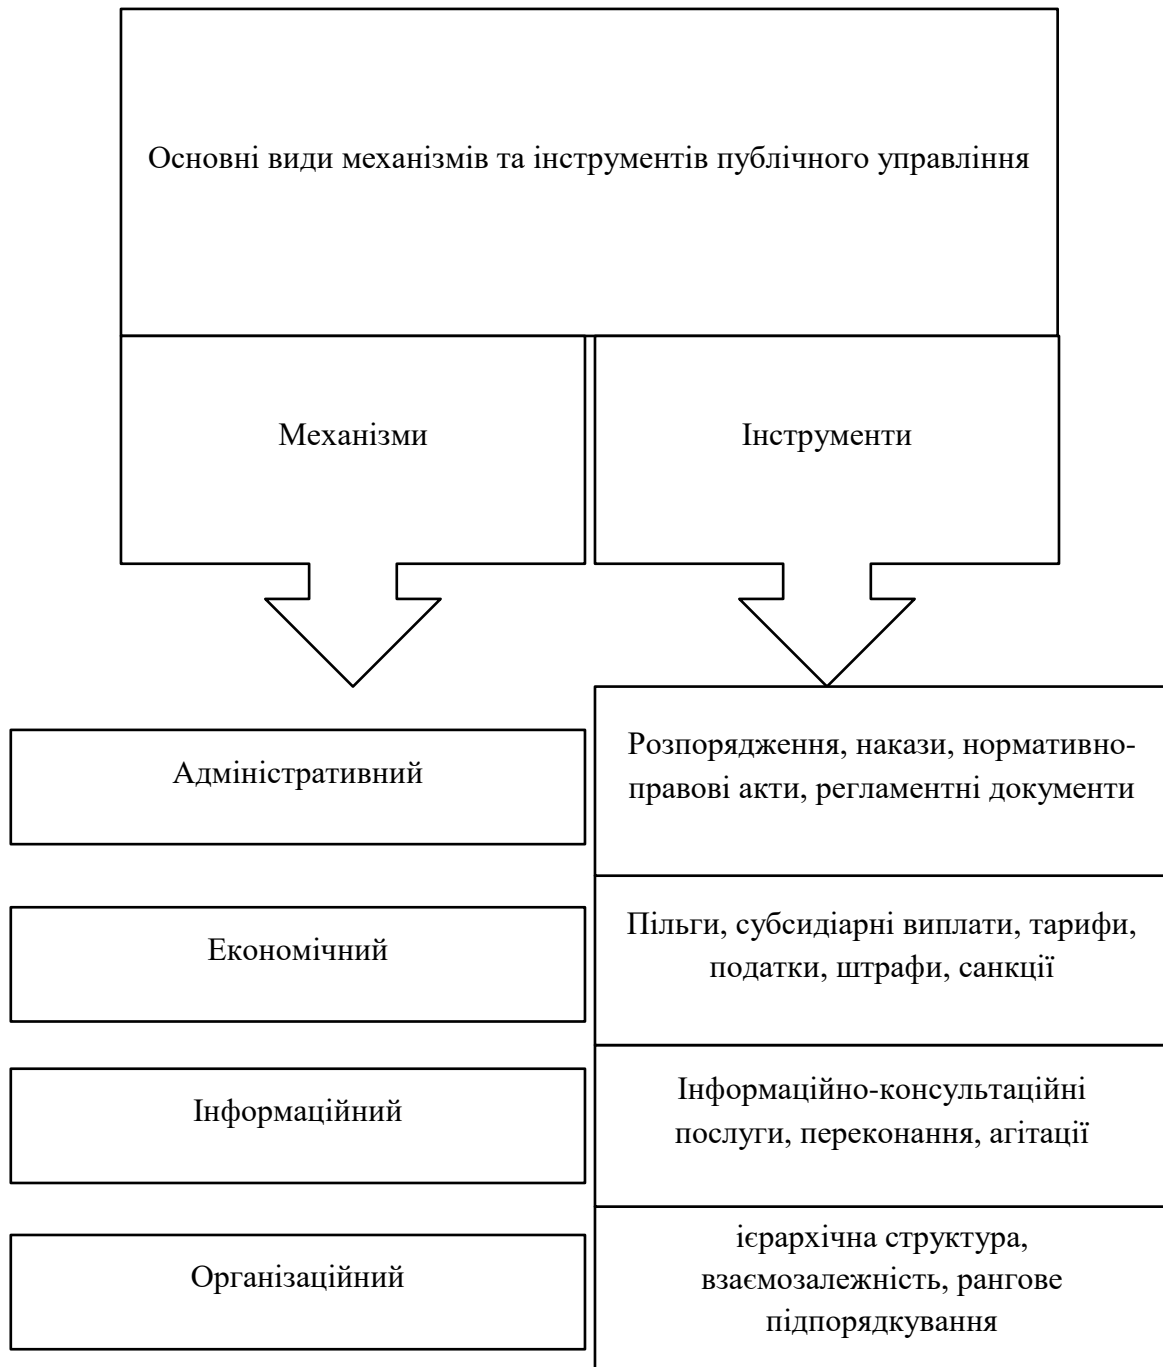 Основні види механізмів та інструментів публічного управління
Механізми
Інструменти
Адміністративний
Розпорядження, накази, нормативно-
правові акти, регламентні документи
Економічний
Пільги, субсидіарні виплати, тарифи,
податки, штрафи, санкції
Інформаційний
Інформаційно-консультаційні
послуги, переконання, агітації
Організаційний
ієрархічна структура,
взаємозалежність, рангове
підпорядкування